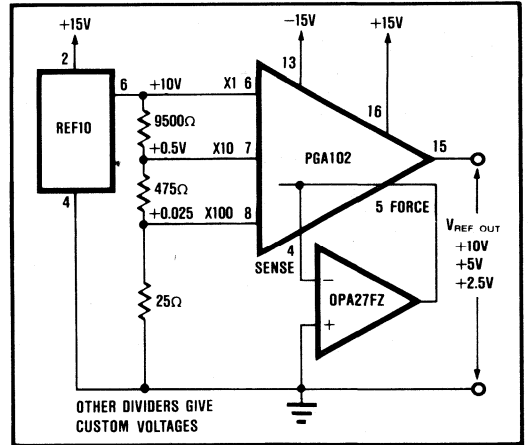 +15V
-15V
+15V
2
13
6
+10V
X1 6
16
REF10
9500Ω
15
+0.5V
X10 7
PGA102
475Ω
4
+0.025
X100 8
5 FORCE
VREF OUT
4
SENSE
+10V
+5V
+2.5V
-
OPA27FZ
25Ω
+
OTHER DIVIDERS GIVE
CUSTOM VOLTAGES